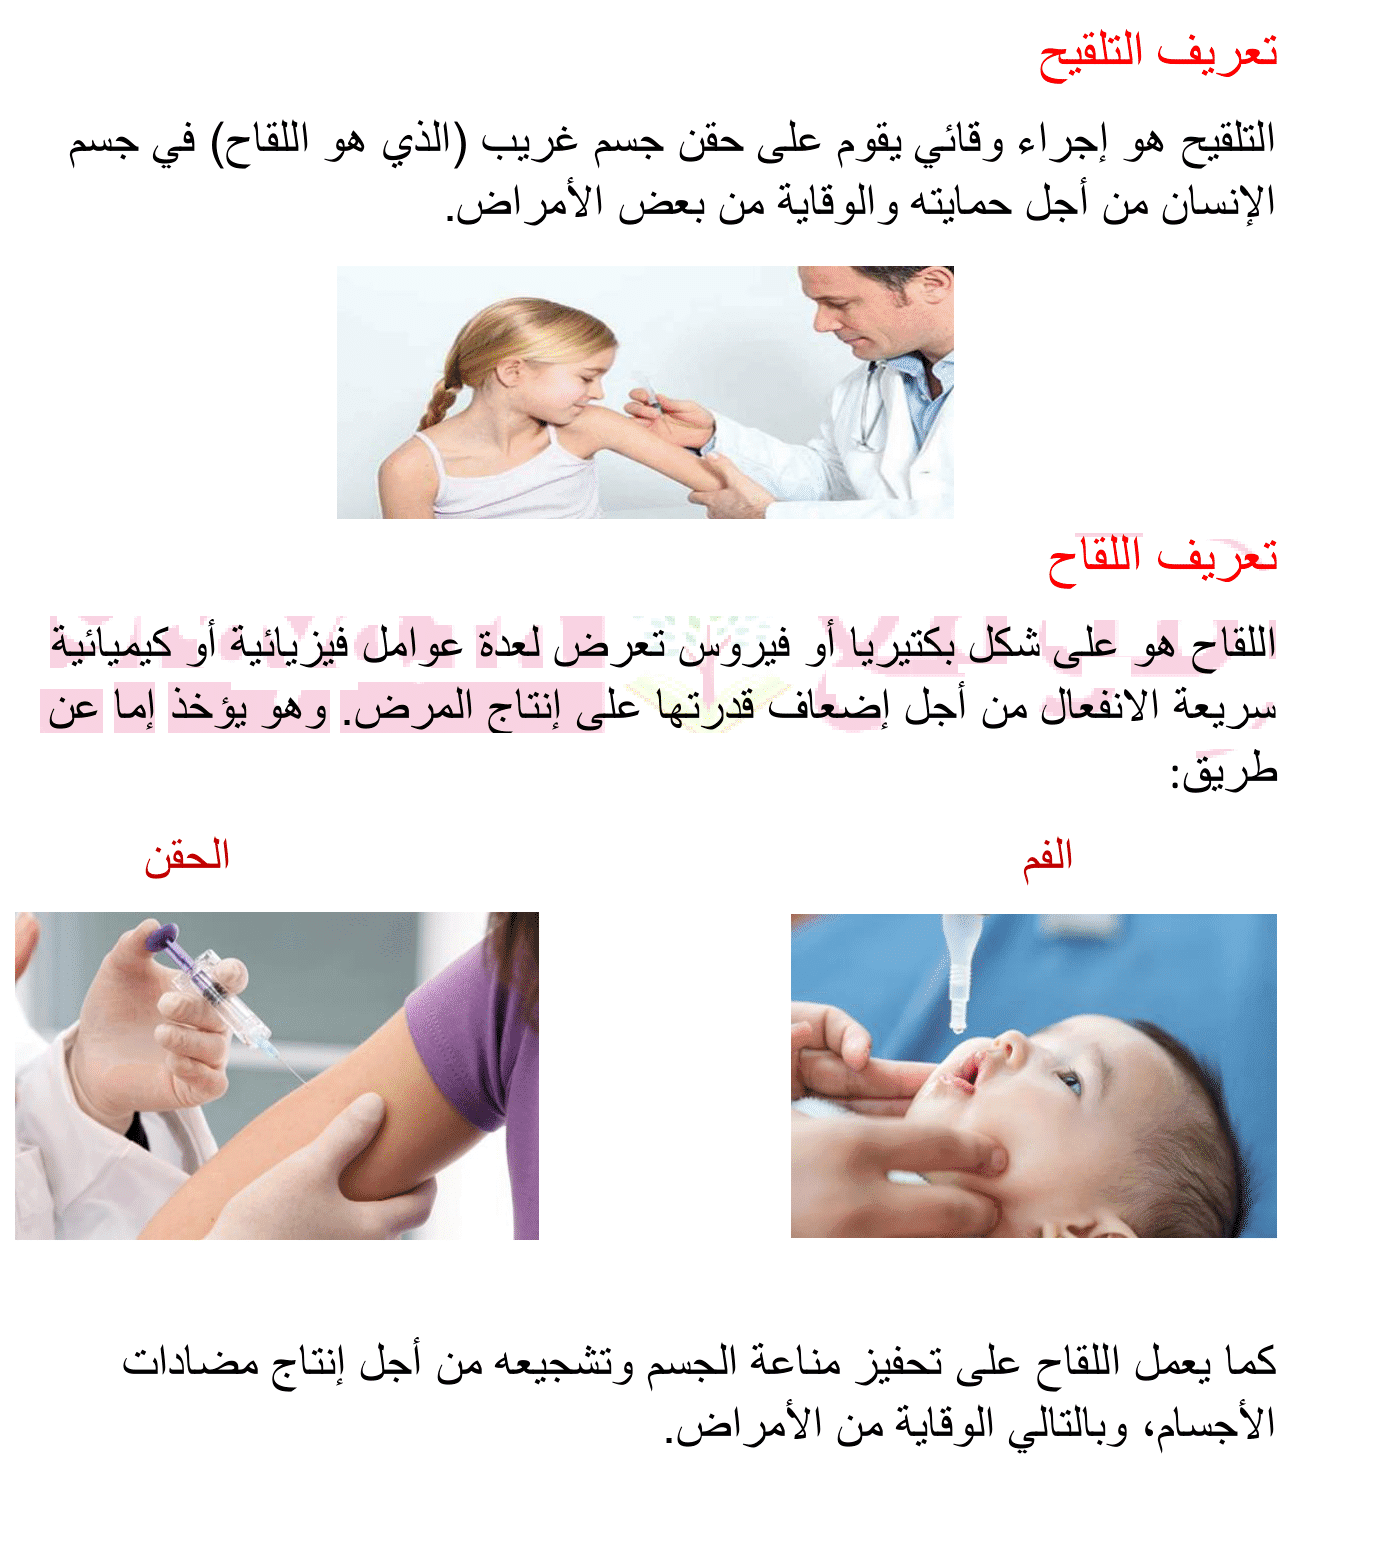 تعريف التلقيح
التلقيح هو إجراء وقائي يقوم على حقن جسم غريب (الذي هو اللقاح) في جسم
الإنسان من أجل حمايته والوقاية من بعض الأمراض.
تعريف اللقاح
اللقاح هو على شكل بكتيريا أو فيروس تعرض لعدة عوامل فيزيائية أو كيميائية
سريعة الانفعال من أجل إضعاف قدرتها على إنتاج المرض. وهو يؤخذ إما عن
طريق:
الفم
الحقن
كما يعمل اللقاح على تحفيز مناعة الجسم وتشجيعه من أجل إنتاج مضادات
الأجسام، وبالتالي الوقاية من الأمراض.